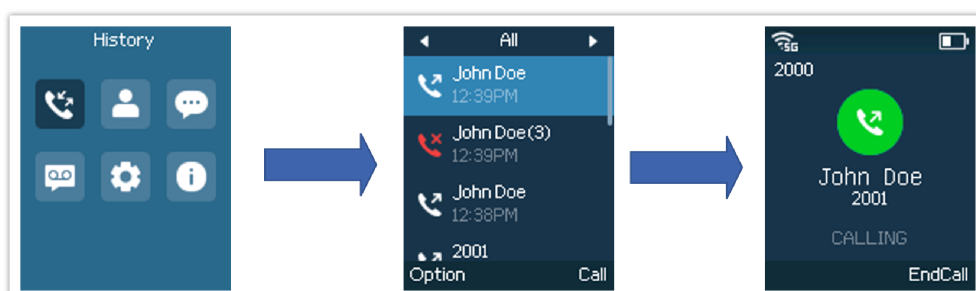 History
All
John Doe
12:39PM
John Doe(3)
12:39PM
John Doe
12:38PM
2001
Option Call
5G
2000
John Doe
2001
CALLING
EndCall